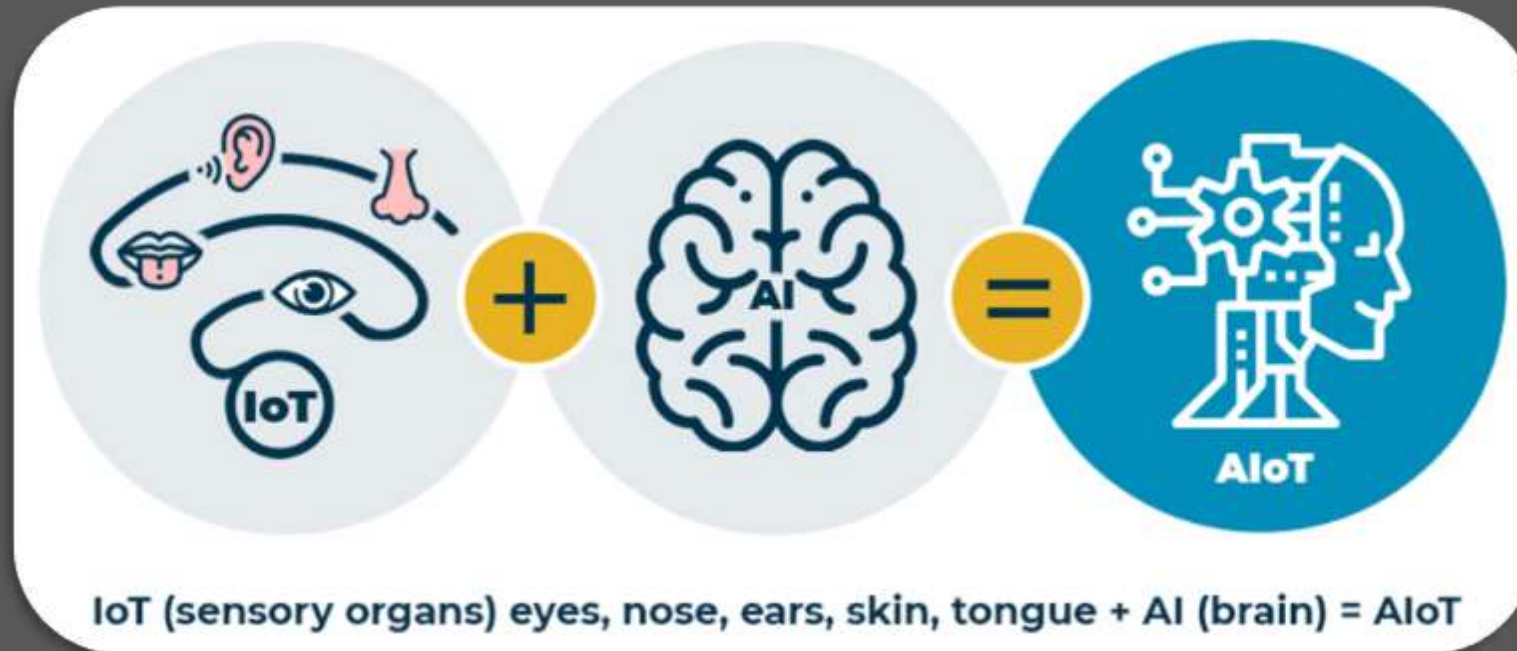 IoT
+
AI
=
AIoT
IoT (sensory organs) eyes, nose, ears, skin, tongue + AI (brain) = AIoT